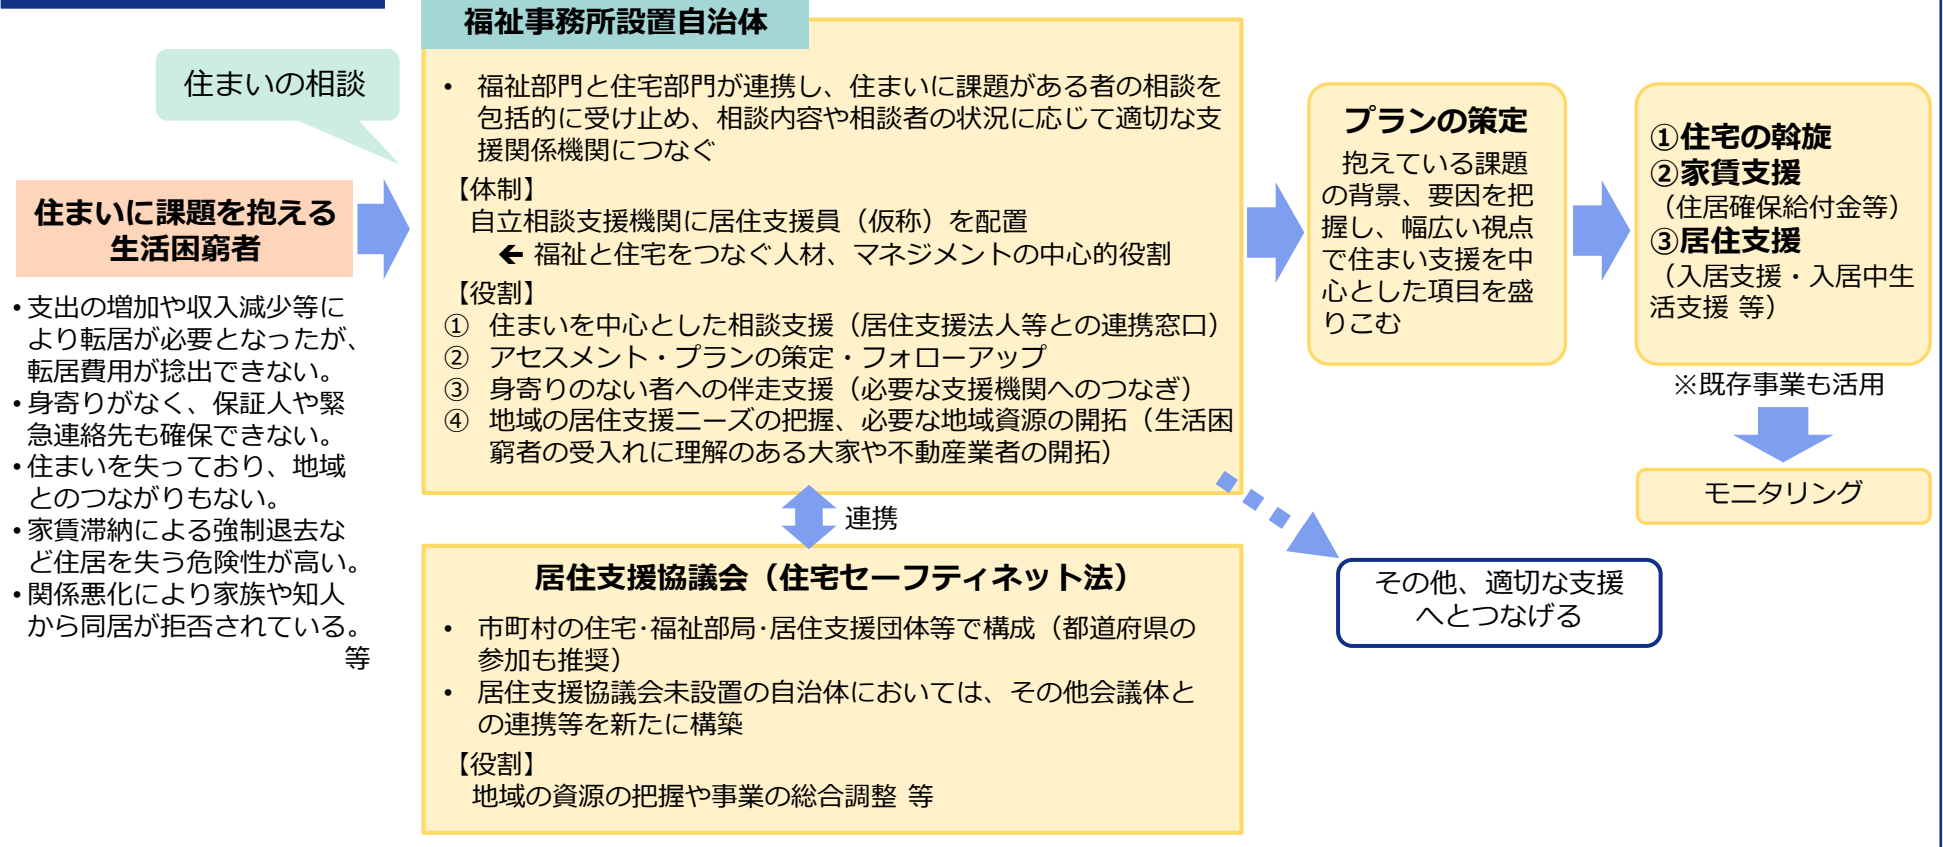 住まいの相談
住まいに課題を抱える
生活困窮者
•支出の増加や収入減少等に
より転居が必要となったが、
転居費用が捻出できない。
•身寄りがなく、保証人や緊
急連絡先も確保できない。
•住まいを失っており、地域
とのつながりもない。
•家賃滞納による強制退去な
ど住居を失う危険性が高い。
•関係悪化により家族や知人
から同居が拒否されている。
等
福祉事務所設置自治体
• 福祉部門と住宅部門が連携し、住まいに課題がある者の相談を
包括的に受け止め、相談内容や相談者の状況に応じて適切な支
援関係機関につなぐ
【体制】
自立相談支援機関に居住支援員（仮称）を配置
← 福祉と住宅をつなぐ人材、マネジメントの中心的役割
【役割】
① 住まいを中心とした相談支援（居住支援法人等との連携窓口）
② アセスメント・プランの策定・フォローアップ
③ 身寄りのない者への伴走支援（必要な支援機関へのつなぎ）
④ 地域の居住支援ニーズの把握、必要な地域資源の開拓（生活困
窮者の受入れに理解のある大家や不動産業者の開拓）
連携
居住支援協議会（住宅セーフティネット法）
• 市町村の住宅･福祉部局･居住支援団体等で構成（都道府県の
参加も推奨）
• 居住支援協議会未設置の自治体においては、その他会議体と
の連携等を新たに構築
【役割】
地域の資源の把握や事業の総合調整 等
プランの策定
抱えている課題
の背景、要因を把
握し、幅広い視点
で住まい支援を中
心とした項目を盛
りこむ
①住宅の斡旋
②家賃支援
（住居確保給付金等）
③居住支援
（入居支援・入居中生
活支援 等）
※既存事業も活用
モニタリング
その他、適切な支援
へとつなげる